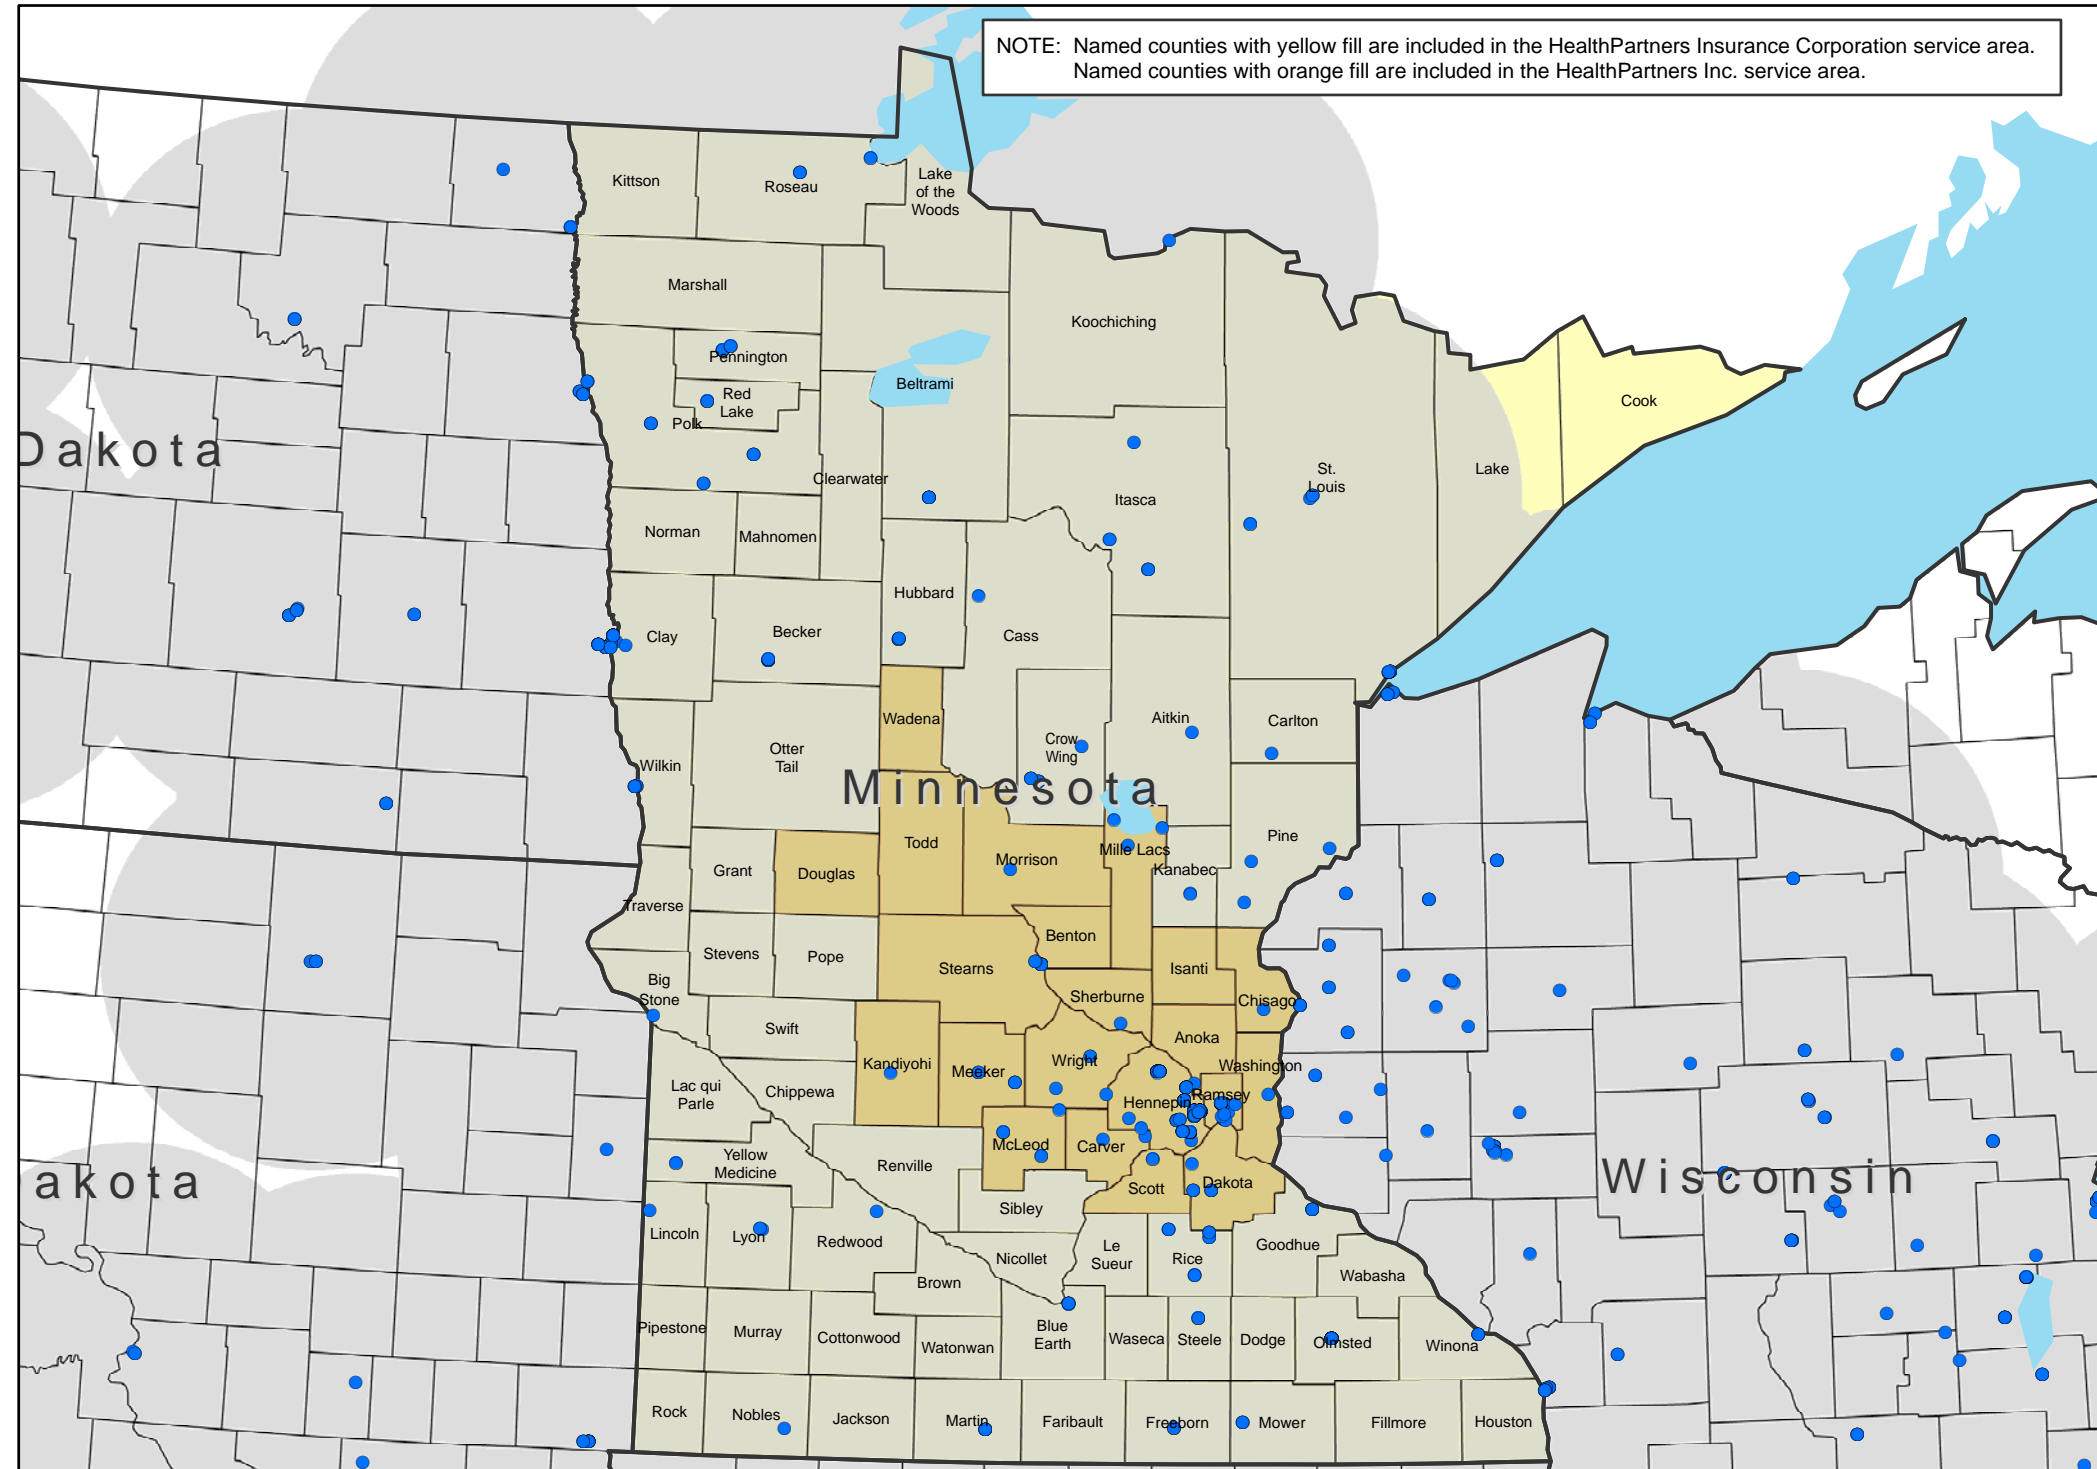 NOTE: Named counties with yellow fill are included in the HealthPartners Insurance Corporation service area.
Named counties with orange fill are included in the HealthPartners Inc. service area.
Kittson
Roseau
Lake
of the
Woods
Marshall
Koochiching
Pennington
Red
Lake
Beltrami
Polk
Cook
Dakota
Clearwater
St.
Louis
Lake
Itasca
Norman
Mahnomen
Hubbard
Clay
Becker
Cass
Wadena
Aitkin
Carlton
Crow
Wing
Otter
Tail
Wilkin
Minnesota
Todd
Pine
Mille Lacs
Morrison
Kanabec
Grant
Douglas
Traverse
Benton
Stevens
Pope
Stearns
Isanti
Big
Stone
Sherburne
Chisago
Swift
Anoka
Kandiyohi
Meeker
Wright
Washington
Lac qui
Parle
Chippewa
Hennepin
Ramsey
McLeod
Carver
Yellow
Medicine
Renville
akota
Wisconsin
Scott
Dakota
Sibley
Lincoln
Lyon
Redwood
Nicollet
Le
Sueur
Rice
Goodhue
Brown
Wabasha
Pipestone
Murray
Cottonwood
Watonwan
Blue
Earth
Waseca
Steele
Dodge
Olmsted
Winona
Rock
Nobles
Jackson
Martin
Faribault
Freeborn
Mower
Fillmore
Houston